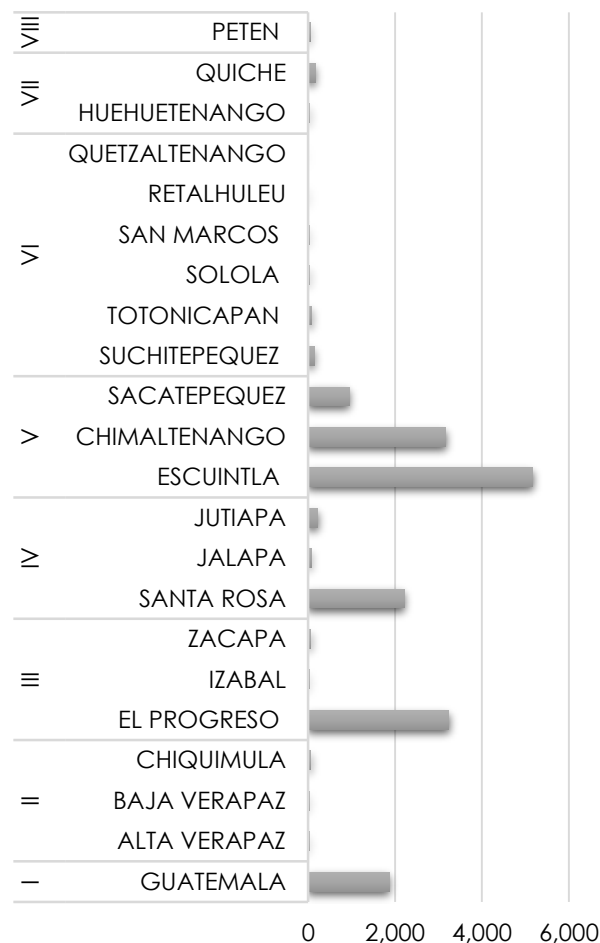 VIII
PETEN
VII
QUICHE
HUEHUETENANGO
VI
QUETZALTENANGO
RETALHULEU
SAN MARCOS
SOLOLA
TOTONICAPAN
SUCHITEPEQUEZ
V
SACATEPEQUEZ
CHIMALTENANGO
ESCUINTLA
IV
JUTIAPA
JALAPA
SANTA ROSA
III
ZACAPA
IZABAL
EL PROGRESO
II
CHIQUIMULA
BAJA VERAPAZ
ALTA VERAPAZ
I
GUATEMALA
0 2,000 4,000 6,000